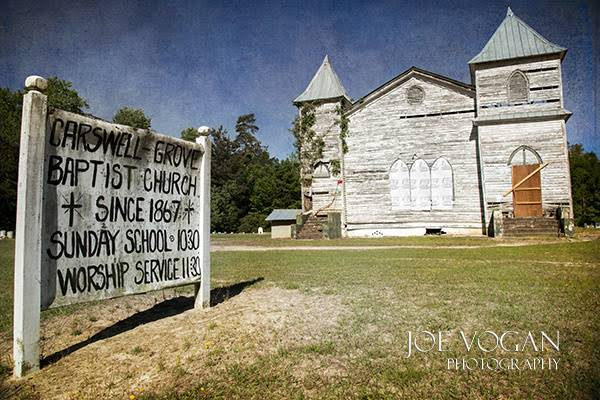 CARSWELL GROVE
BAPTIST CHURCH
SINCE 1867
SUNDAY SCHOOL 10:30
WORSHIP SERVICE 11:30
JOE VOGAN
PHOTOGRAPHY